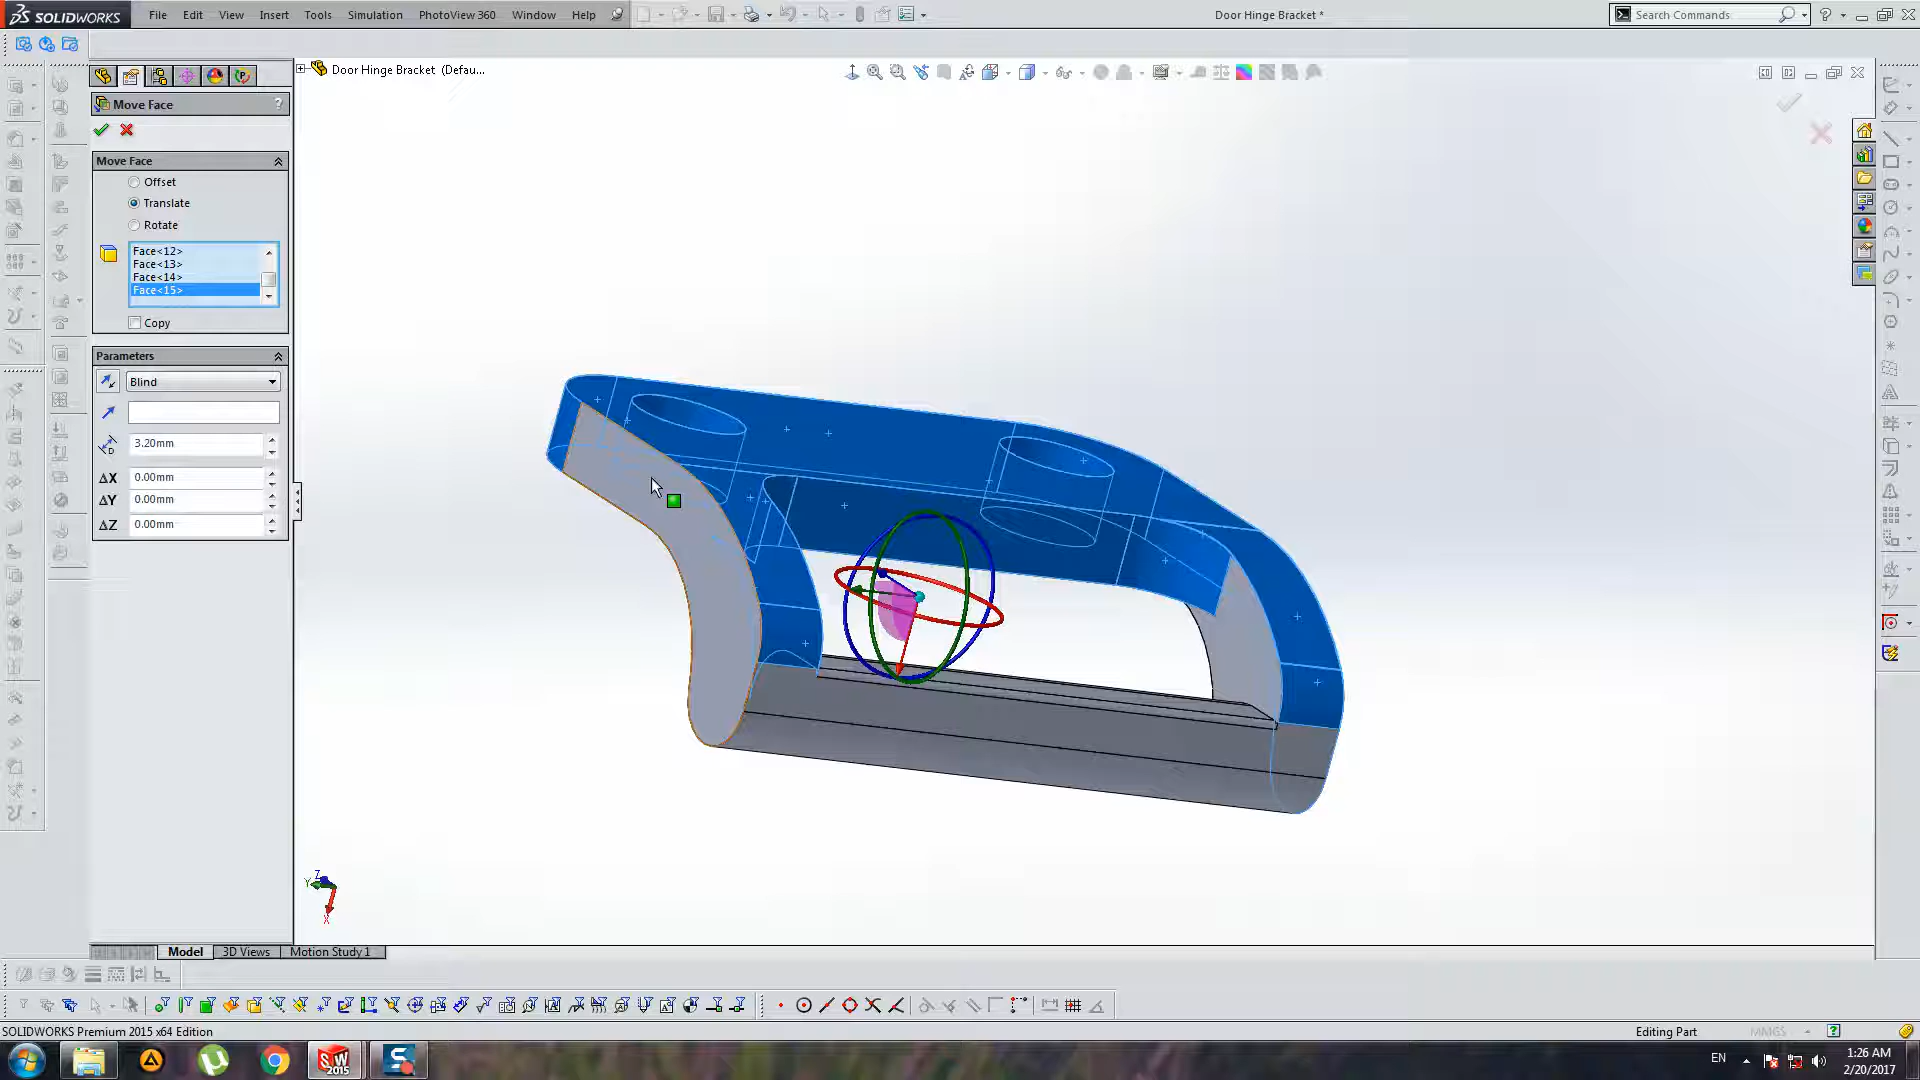 SOLIDWORKS File Edit View Insert Tools Simulation PhotoView 360 Window Help Door Hinge Bracket * Search Commands
Door Hinge Bracket (Defau...
Move Face ?
Move Face
Offset
Translate
Rotate
Face<12>
Face<13>
Face<14>
Face<15>
Copy
Parameters
Blind
D 3.20mm
ΔX 0.00mm
ΔY 0.00mm
ΔZ 0.00mm
Z
Y
X
Model 3D Views Motion Study 1
SOLIDWORKS Premium 2015 x64 Edition Editing Part MMGS
EN 1:26 AM
2/20/2017
SW
2015